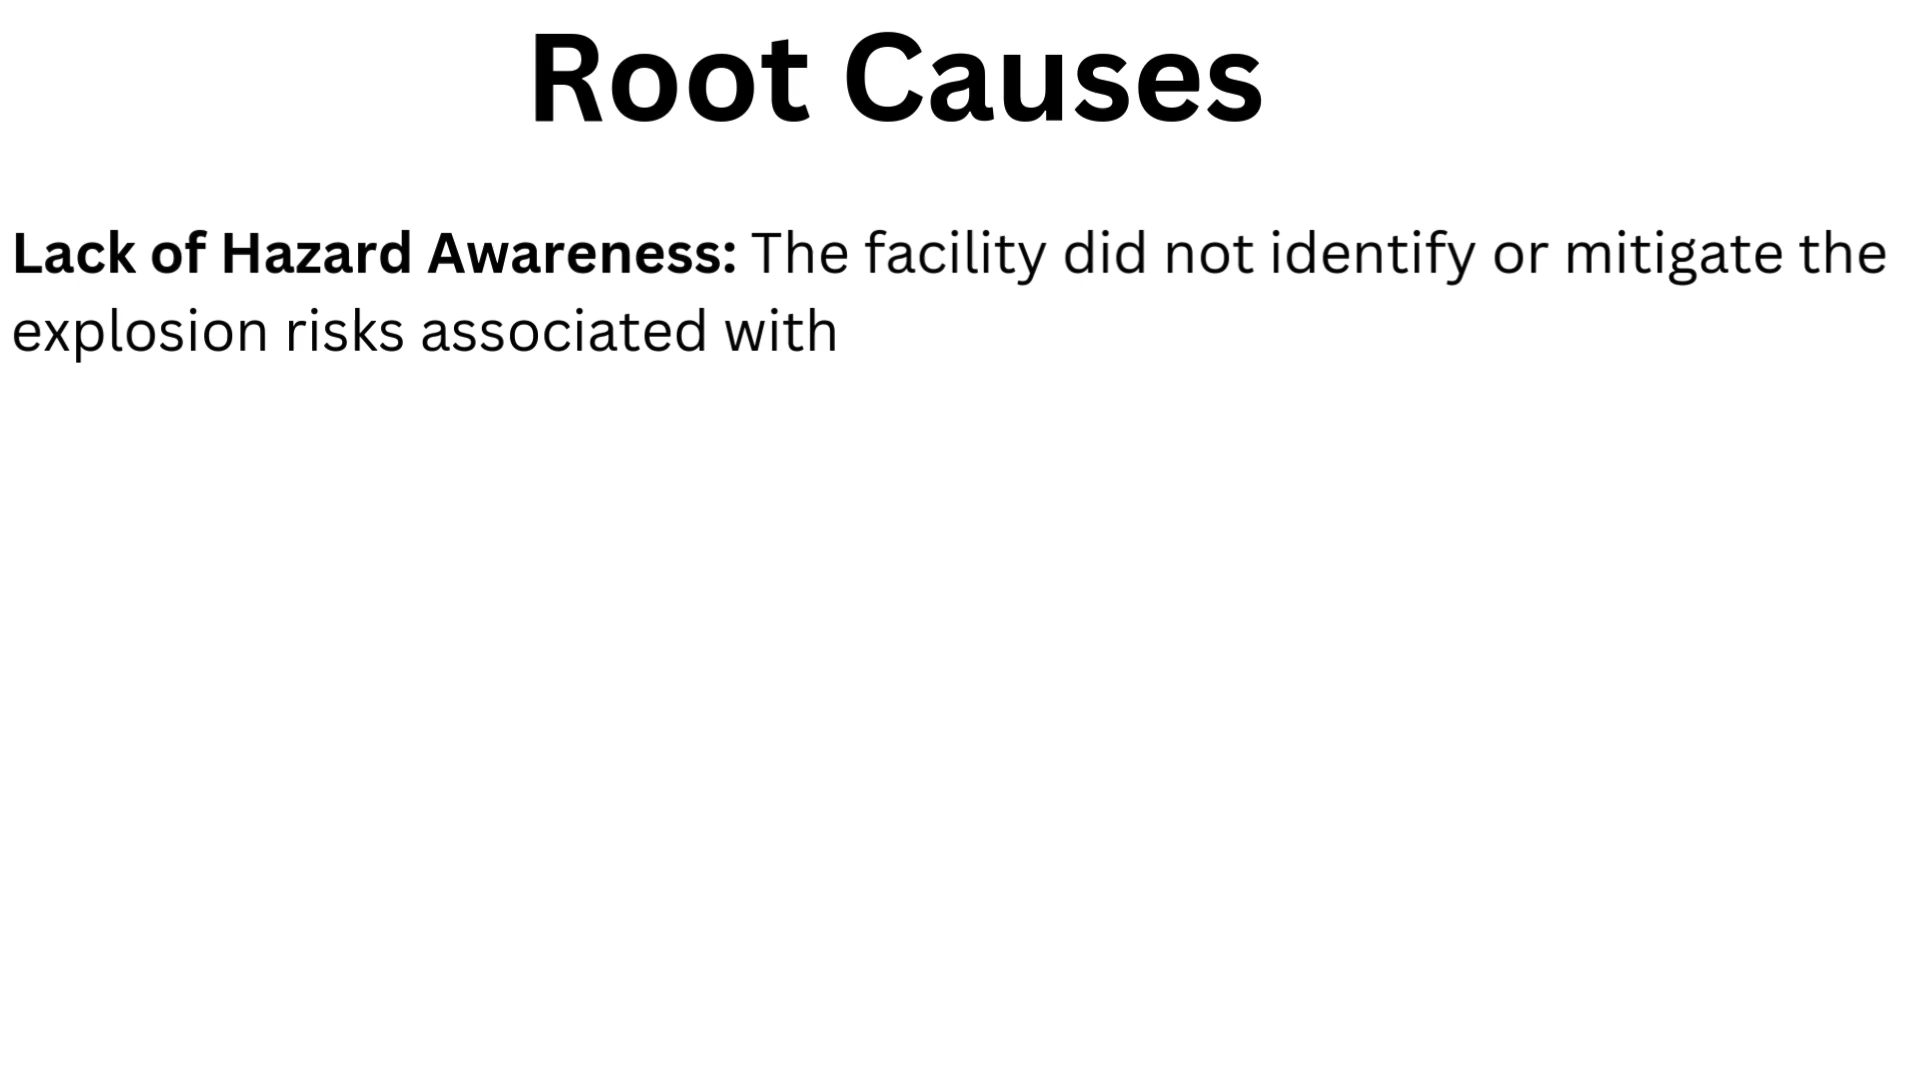 Root Causes
Lack of Hazard Awareness: The facility did not identify or mitigate the
explosion risks associated with